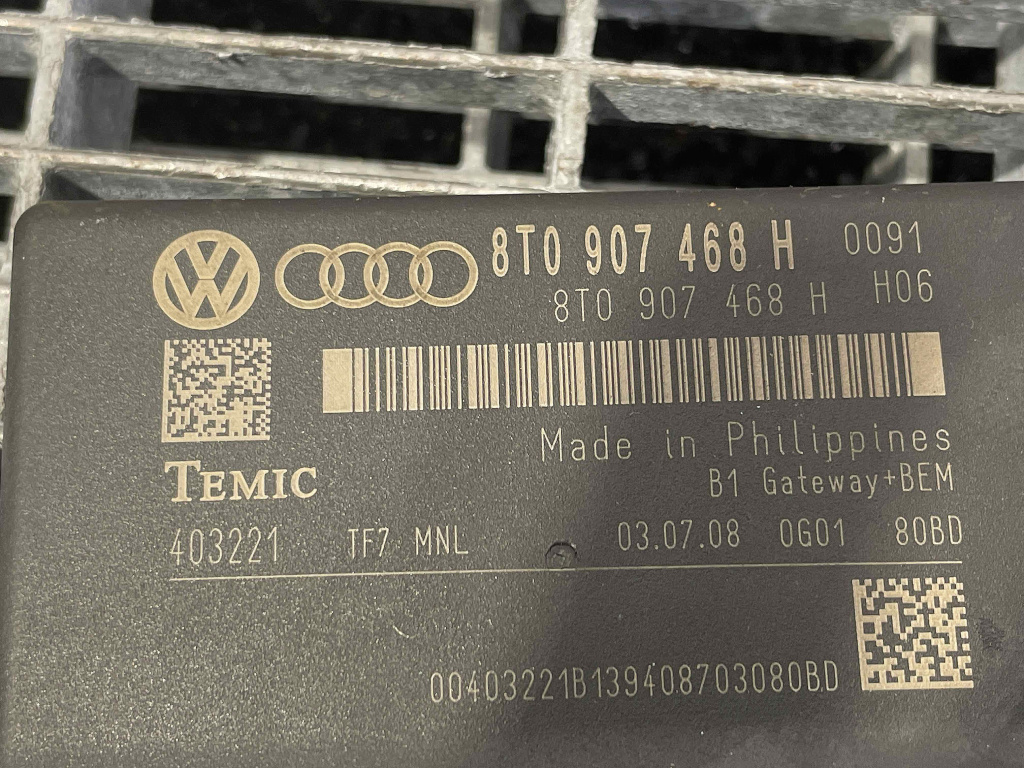 8T0 907 468 H 0091
8T0 907 468 H H06
Made in Philippines
TEMIC
B1 Gateway+BEM
403221 TF7 MNL 03.07.08 0G01 80BD
00403221B139408703080BD